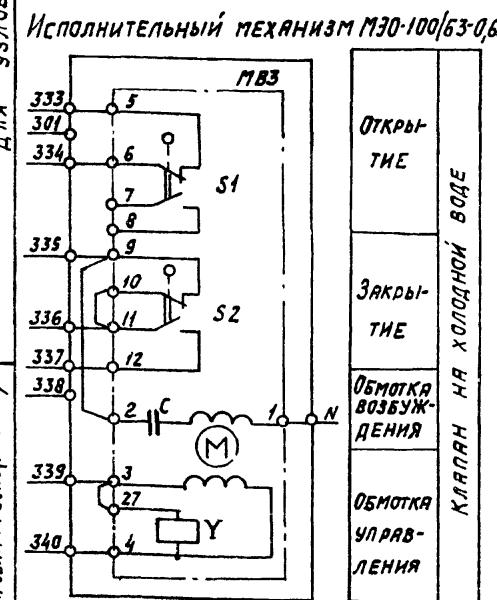 Исполнительный механизм МЭО-100/63-0,6
МВЗ
333
5
301
334
6
7
S1
8
335
9
10
336
11
S2
337
12
338
2
C
1
N
М
339
3
27
Y
340
4
ОТКРЫ-
ТИЕ
ЗАКРЫ-
ТИЕ
ОБМОТКА
ВОЗБУЖ-
ДЕНИЯ
ОБМОТКА
УПРАВ-
ЛЕНИЯ
КЛАПАН НА ХОЛОДНОЙ ВОДЕ